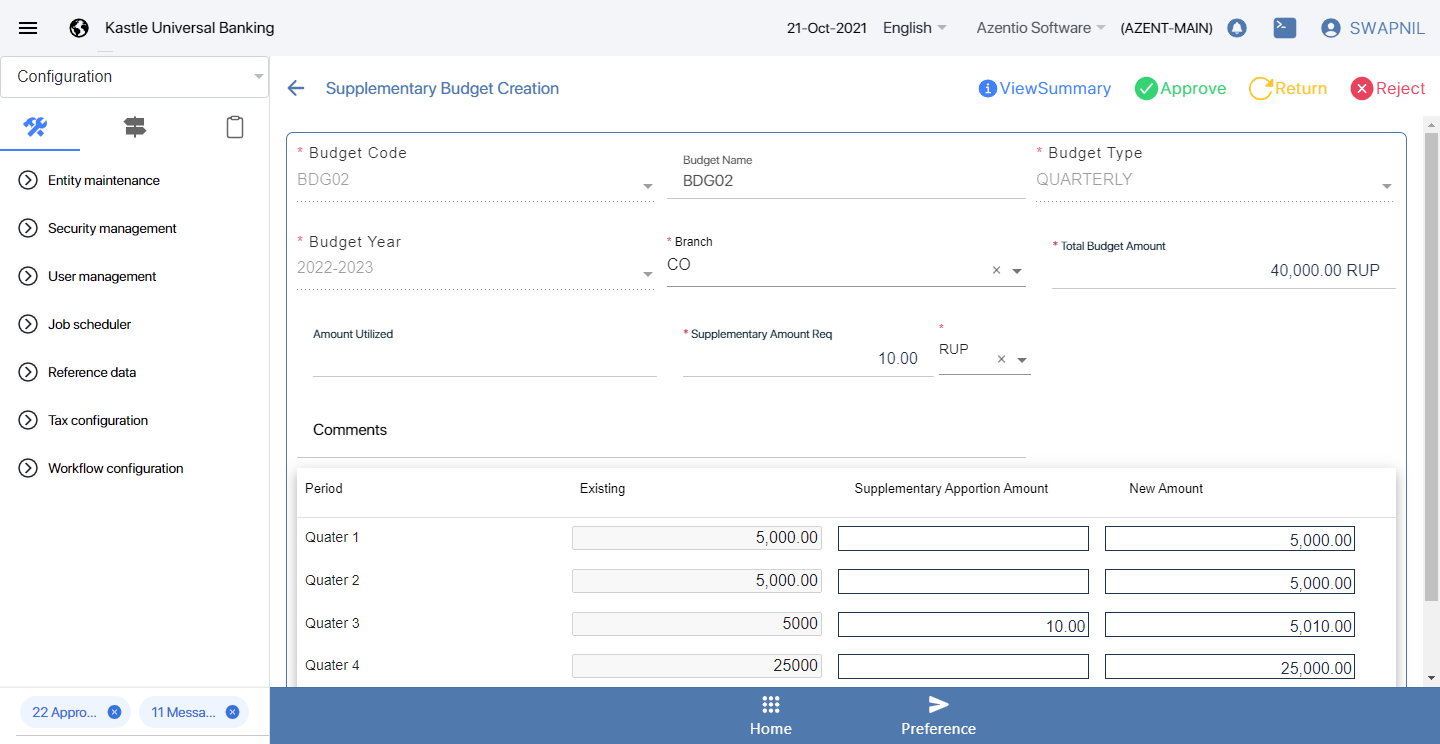 Kastle Universal Banking 21-Oct-2021 English Azentio Software (AZENT-MAIN) SWAPNIL
Configuration
Supplementary Budget Creation
ViewSummary Approve Return Reject
Entity maintenance
Security management
User management
Job scheduler
Reference data
Tax configuration
Workflow configuration
* Budget Code Budget Name * Budget Type
BDG02 BDG02 QUARTERLY
* Budget Year * Branch * Total Budget Amount
2022-2023 CO × 40,000.00 RUP
Amount Utilized * Supplementary Amount Req *
10.00 RUP ×
Comments
Period Existing Supplementary Apportion Amount New Amount
Quater 1 5,000.00 5,000.00
Quater 2 5,000.00 5,000.00
Quater 3 5000 10.00 5,010.00
Quater 4 25000 25,000.00
22 Appro... 11 Messa...
Home Preference